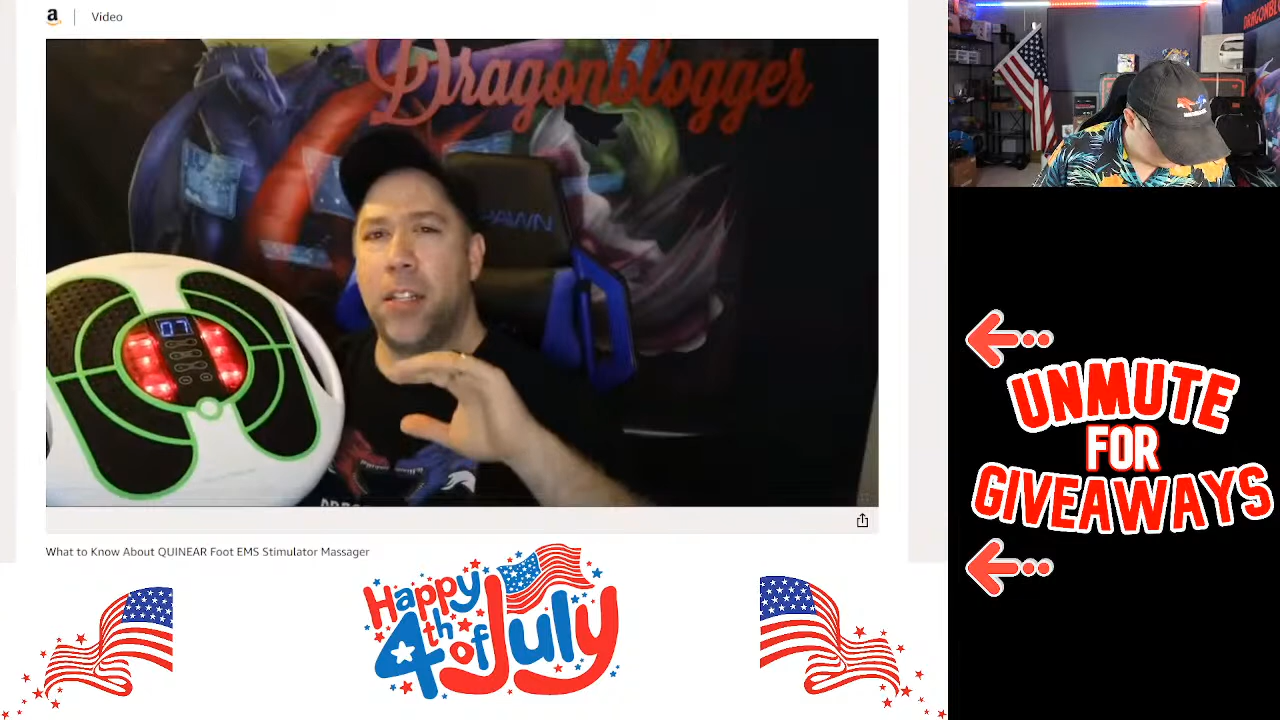 a
Video
Dragonblogger
SPAWN
07
What to Know About QUINEAR Foot EMS Stimulator Massager
Happy
4th
of July
UNMUTE
FOR
GIVEAWAYS